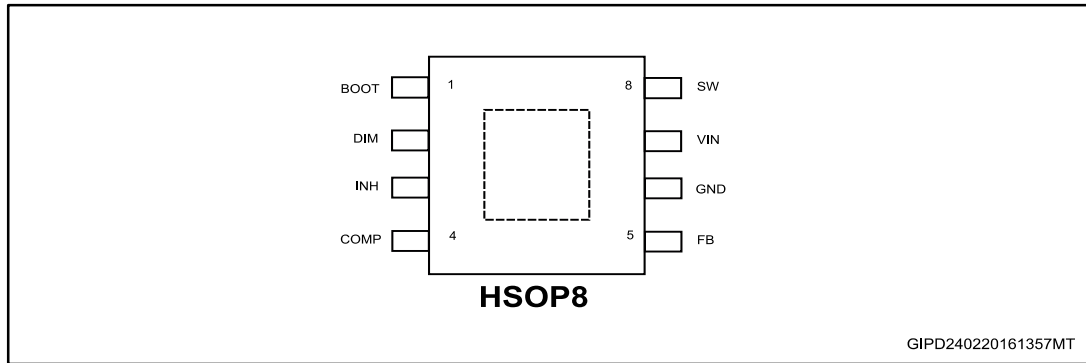 BOOT 1 8 SW
DIM VIN
INH GND
COMP 4 5 FB
HSOP8
GIPD240220161357MT